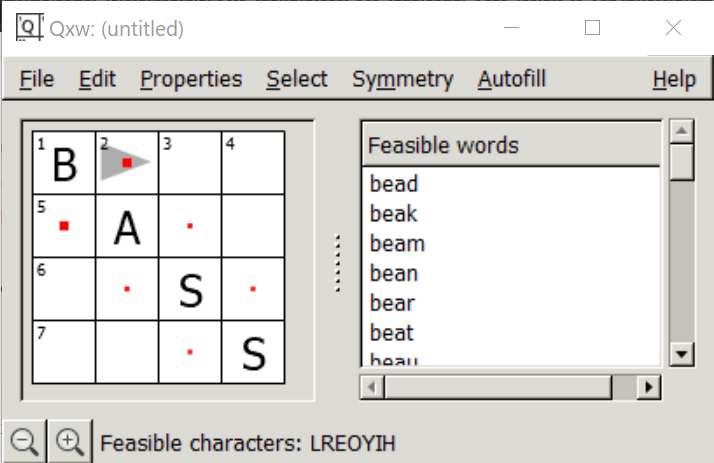 Qxw: (untitled)
File Edit Properties Select Symmetry Autofill Help
1 B 2 3 4
5 A
6 S
7 S
Feasible words
bead
beak
beam
bean
bear
beat
beau
Feasible characters: LREOYIH